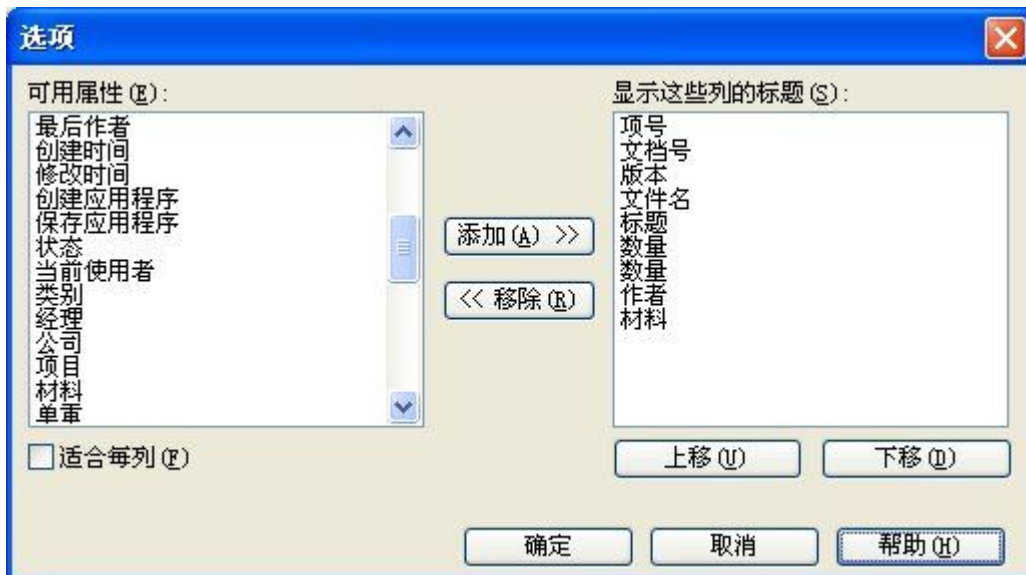 选项
可用属性(E):
最后作者
创建时间
修改时间
创建应用程序
保存应用程序
状态
当前使用者
类别
经理
公司
项目
材料
单重
适合每列(F)
添加(A) >>
<< 移除(R)
显示这些列的标题(S):
项号
文档号
版本
文件名
标题
数量
数量
作者
材料
上移(U)
下移(D)
确定
取消
帮助(H)